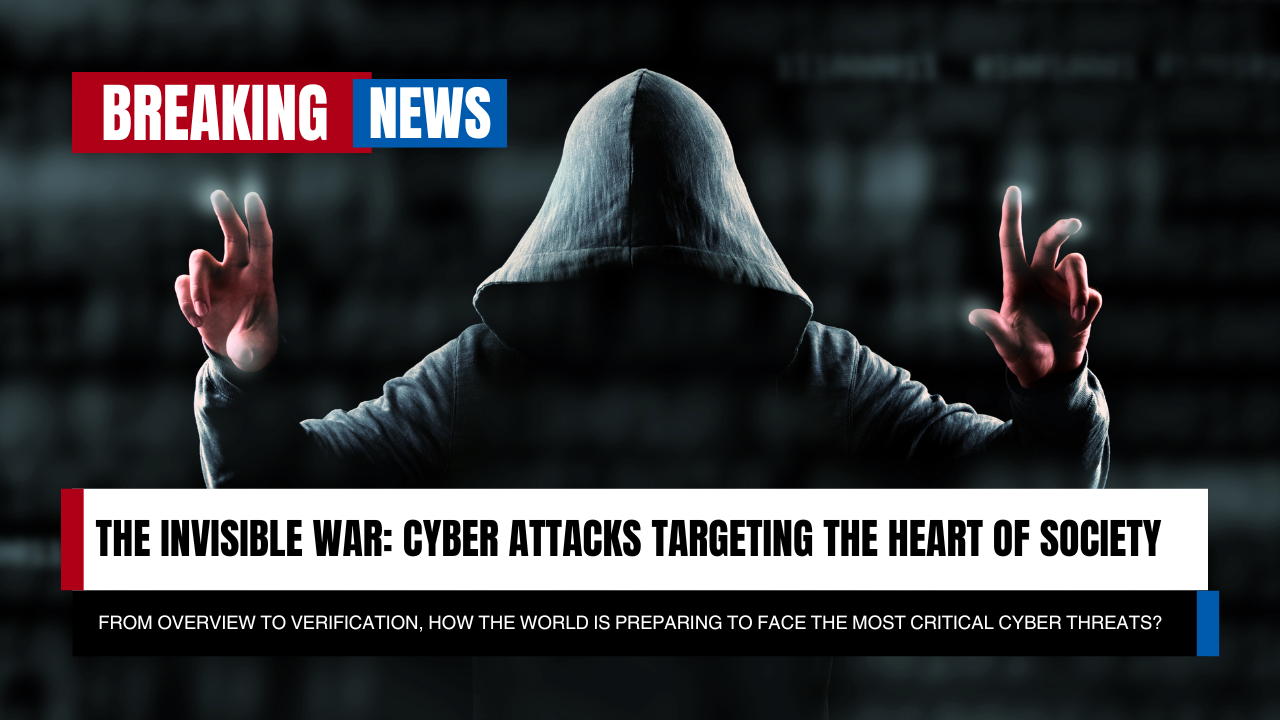 BREAKING NEWS
THE INVISIBLE WAR: CYBER ATTACKS TARGETING THE HEART OF SOCIETY
FROM OVERVIEW TO VERIFICATION, HOW THE WORLD IS PREPARING TO FACE THE MOST CRITICAL CYBER THREATS?